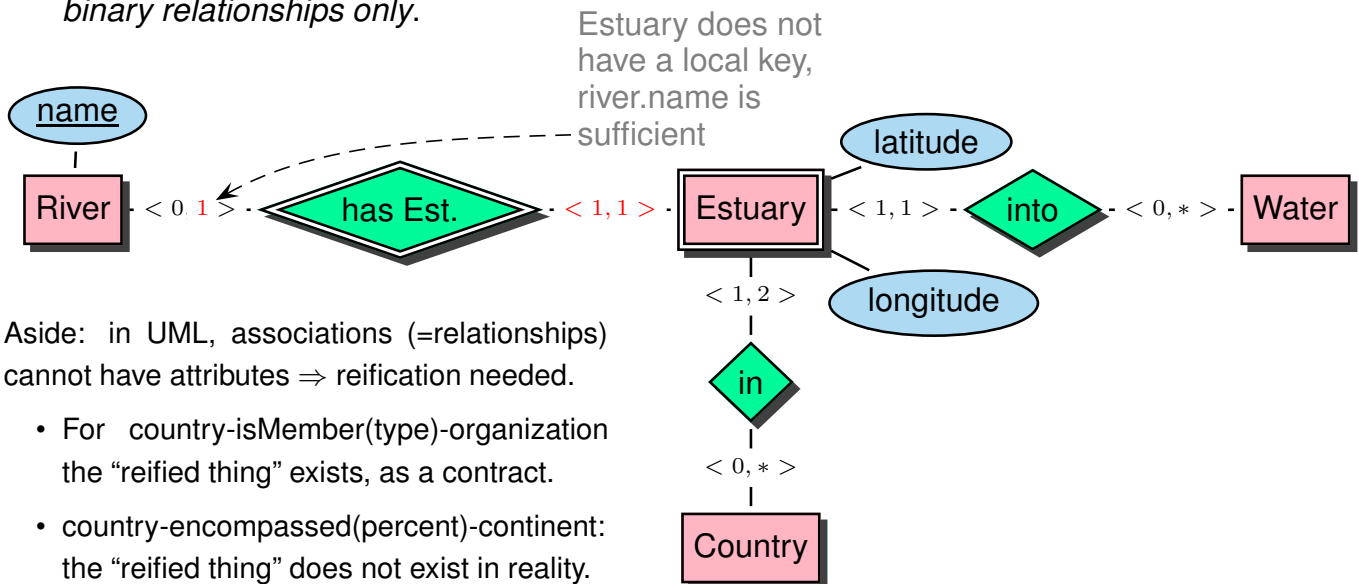 binary relationships only.
Estuary does not
have a local key,
river.name is
sufficient
name
latitude
River < 0, 1 > has Est. < 1, 1 > Estuary < 1, 1 > into < 0, ∗ > Water
< 1, 2 >
longitude
Aside: in UML, associations (=relationships)
cannot have attributes ⇒ reification needed.
in
• For country-isMember(type)-organization
the “reified thing” exists, as a contract.
< 0, ∗ >
• country-encompassed(percent)-continent:
the “reified thing” does not exist in reality.
Country